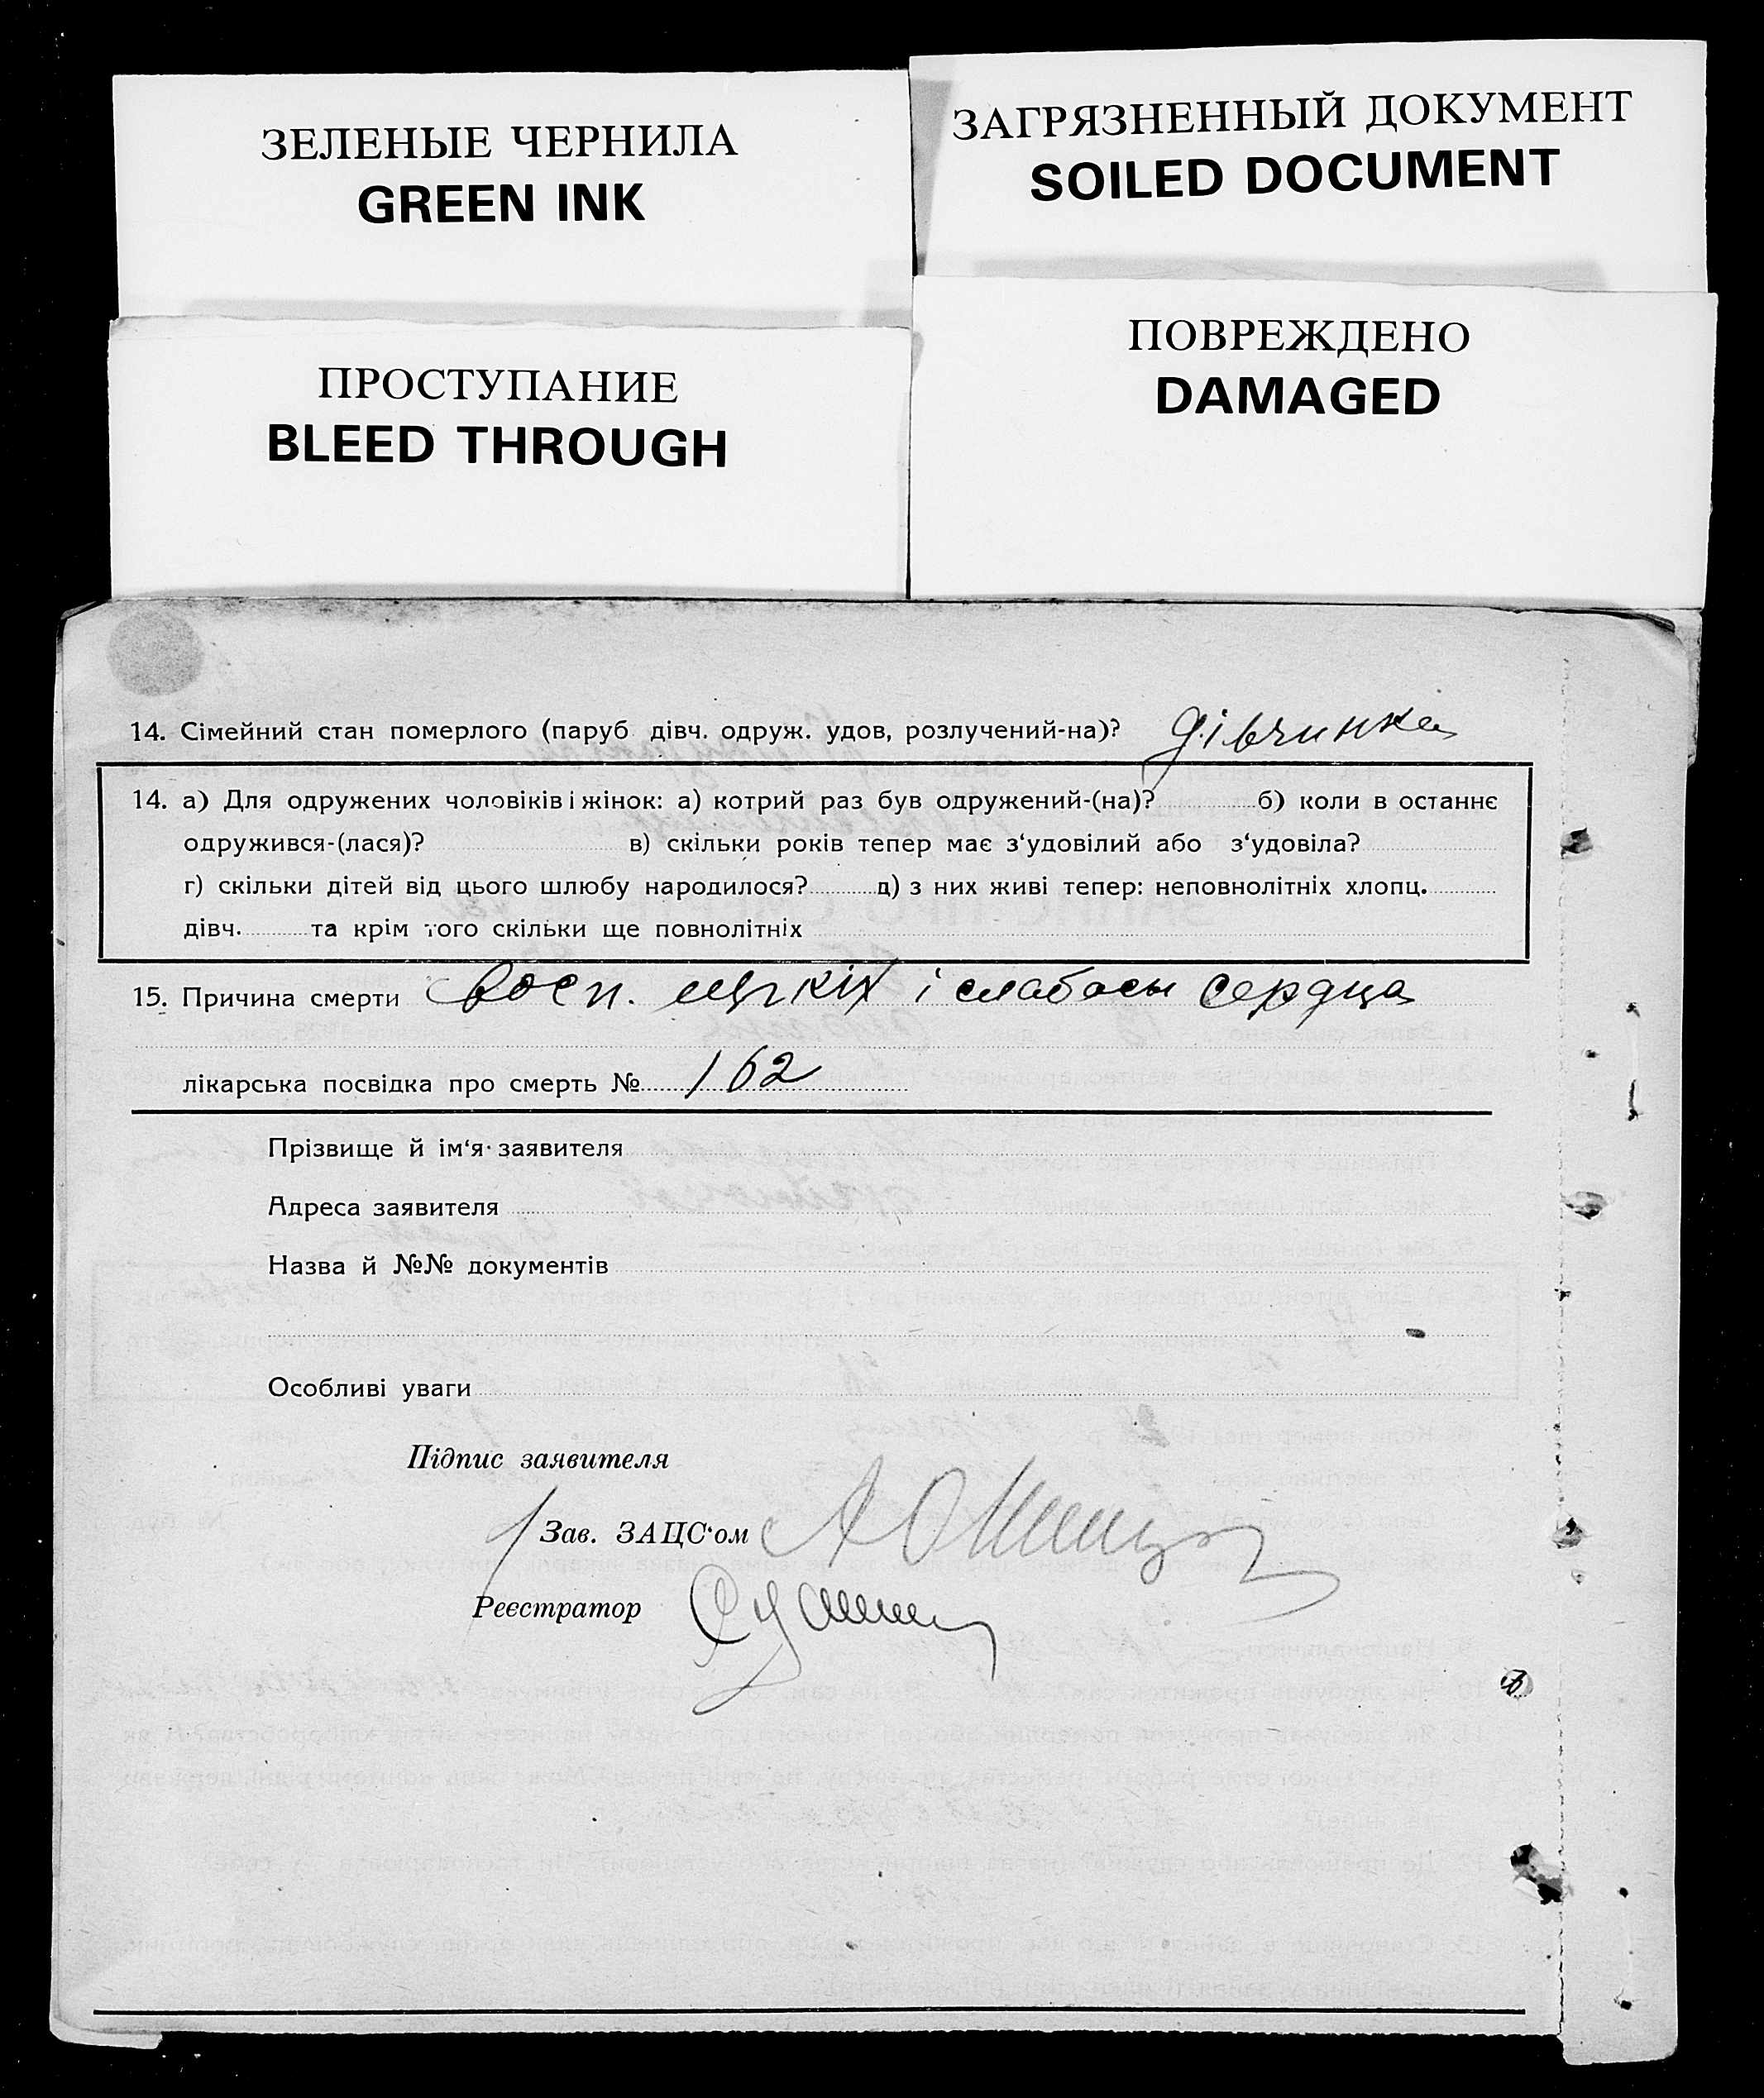 ЗЕЛЕНЫЕ ЧЕРНИЛА
GREEN INK
ЗАГРЯЗНЕННЫЙ ДОКУМЕНТ
SOILED DOCUMENT
ПРОСТУПАНИЕ
BLEED THROUGH
ПОВРЕЖДЕНО
DAMAGED
14. Сімейний стан померлого (паруб дівч. одруж. удов, розлучений-на)? дівчинка
14. а) Для одружених чоловіків і жінок: а) котрий раз був одружений-(на)? б) коли в останнє
одружився-(лася)? в) скільки років тепер має з‘удовілий або з‘удовіла?
г) скільки дітей від цього шлюбу народилося? д) з них живі тепер: неповнолітніх хлопц.
дівч. та крім того скільки ще повнолітніх
15. Причина смерти восп. і сердца
лікарська посвідка про смерть № 162
Прізвище й ім‘я заявителя
Адреса заявителя
Назва й №№ документів
Особливі уваги
Підпис заявителя
Зав. ЗАЦС‘ом
Реєстратор